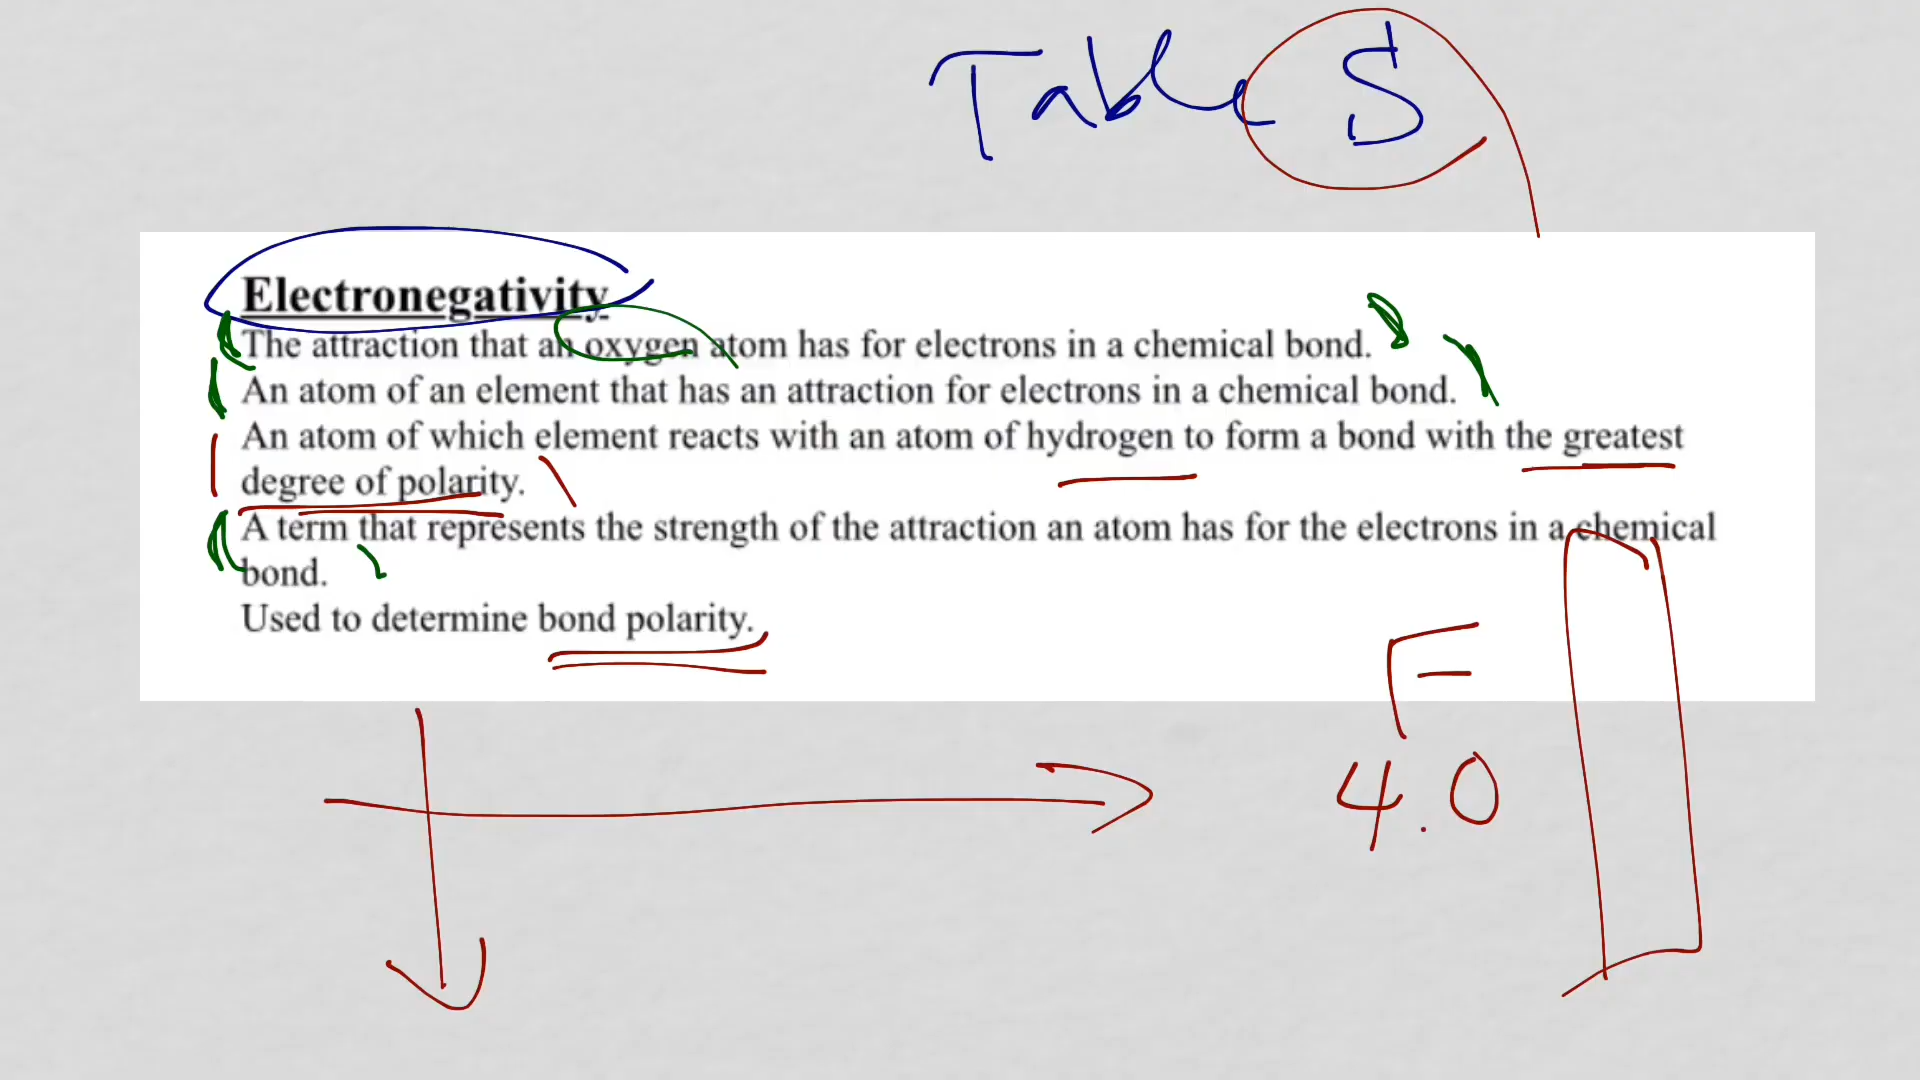 Table S
Electronegativity
The attraction that an oxygen atom has for electrons in a chemical bond.
An atom of an element that has an attraction for electrons in a chemical bond.
An atom of which element reacts with an atom of hydrogen to form a bond with the greatest
degree of polarity.
A term that represents the strength of the attraction an atom has for the electrons in a chemical
bond.
Used to determine bond polarity.
F
4.0